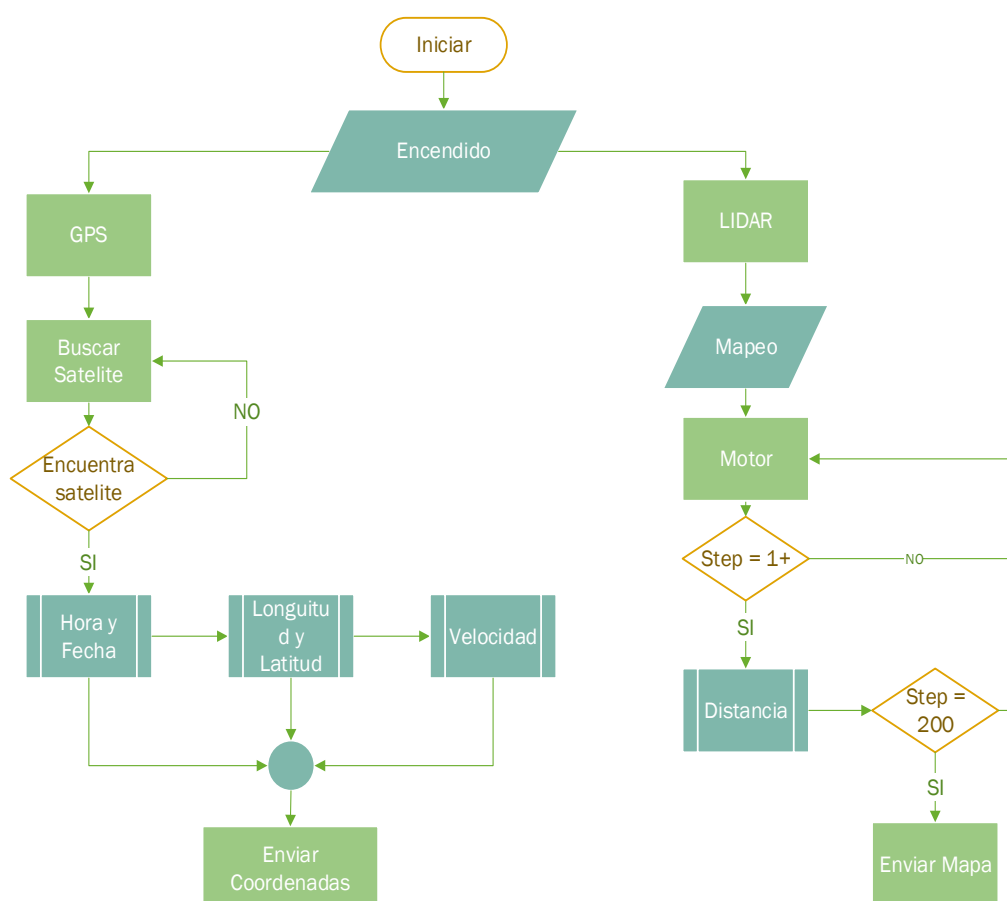 Iniciar
Encendido
GPS
LIDAR
Buscar
Satelite
Mapeo
NO
Encuentra
satelite
Motor
SI
Step = 1+
NO
Hora y
Fecha
Longuitu
d y
Latitud
Velocidad
SI
Distancia
Step =
200
SI
Enviar
Coordenadas
Enviar Mapa